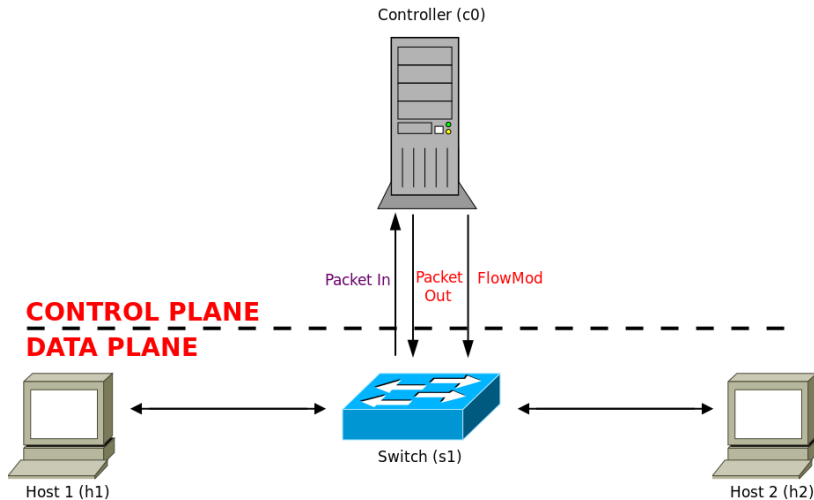 Controller (c0)
Packet In
Packet
Out
FlowMod
CONTROL PLANE
DATA PLANE
Switch (s1)
Host 1 (h1)
Host 2 (h2)